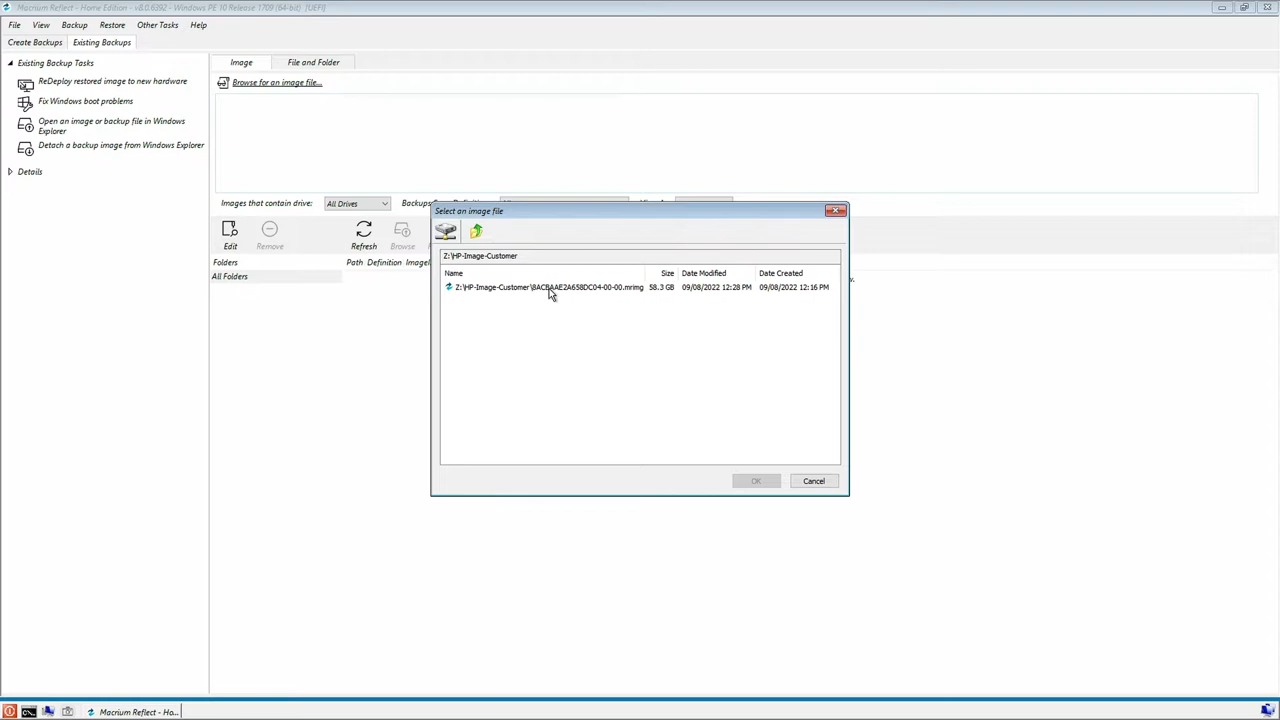 Macrium Reflect - Home Edition - v8.0.6392 - Windows PE 10 Release 1709 (64-bit) [UEFI]
File View Backup Restore Other Tasks Help
Create Backups Existing Backups
Existing Backup Tasks
Image File and Folder
ReDeploy restored image to new hardware
Browse for an image file...
Fix Windows boot problems
Open an image or backup file in Windows
Explorer
Detach a backup image from Windows Explorer
Details
Images that contain drive: All Drives
Select an image file
Edit Remove Refresh Browse
Z:\HP-Image-Customer
Folders Path Definition
Name Size Date Modified Date Created
All Folders
Z:\HP-Image-Customer\8ACBAAE2A658DC04-00-00.mrimg 58.3 GB 09/08/2022 12:28 PM 09/08/2022 12:16 PM
OK Cancel
Macrium Reflect - Ho...